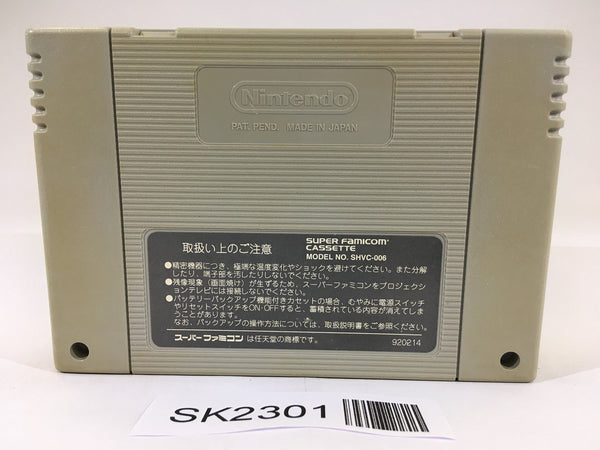 Nintendo
PAT. PEND. MADE IN JAPAN
取扱い上のご注意
SUPER FAMICOM
CASSETTE
MODEL NO. SHVC-006
●精密機器につき、極端な温度変化やショックを避けてください。また分解
したり、端子部を汚したりしないでください。
●残像現象(画面焼け)が生ずるため、スーパーファミコンをプロジェクシ
ョンテレビには接続しないでください。
●バッテリーバックアップ機能付きカセットの場合、むやみに電源スイッチ
やリセットスイッチをON・OFFすると、蓄積されている内容が消えてしま
うことがあります。
なお、バックアップの操作方法については、取扱説明書をご参照ください。
スーパーファミコンは任天堂の商標です。
920214
SK2301